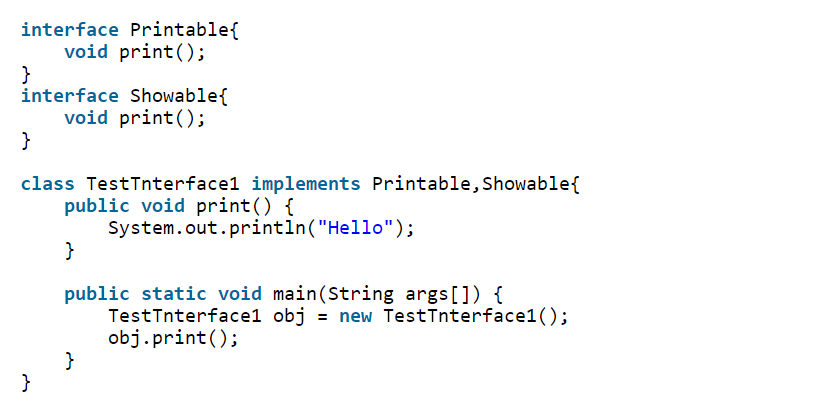 interface Printable{
    void print();
}
interface Showable{
    void print();
}

class TestTnterface1 implements Printable,Showable{
    public void print() {
        System.out.println("Hello");
    }

    public static void main(String args[]) {
        TestTnterface1 obj = new TestTnterface1();
        obj.print();
    }
}